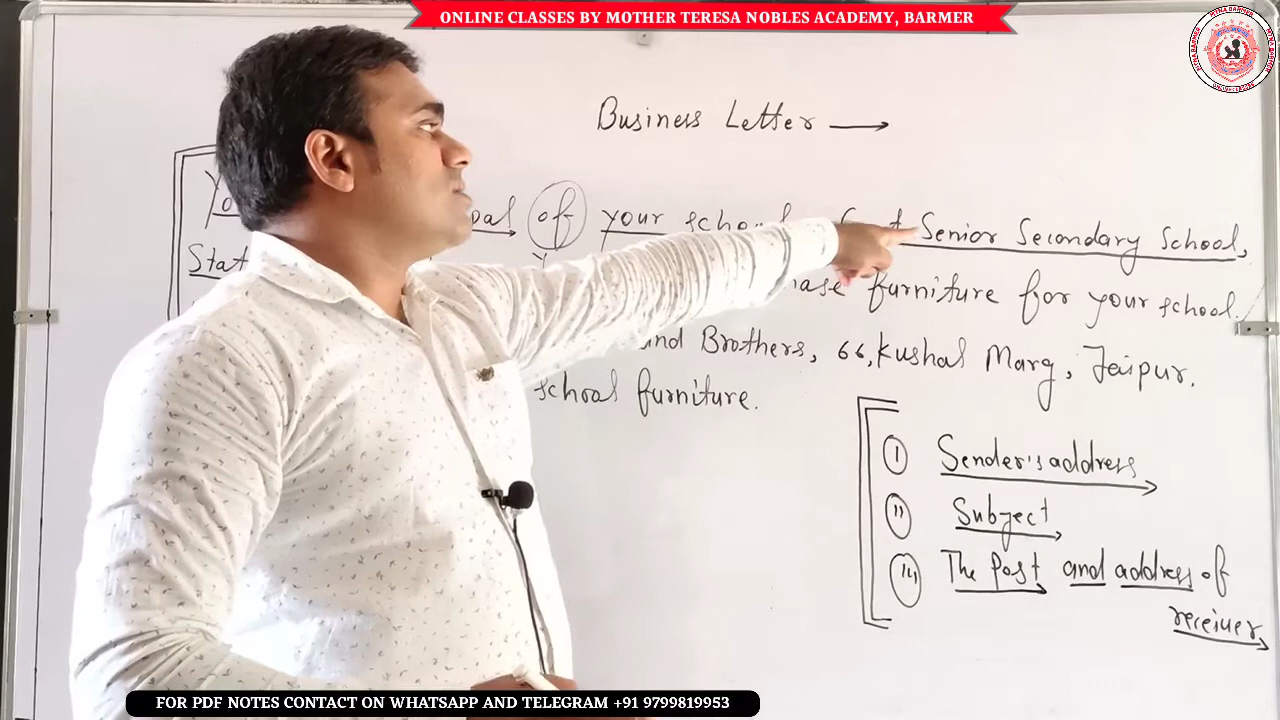 ONLINE CLASSES BY MOTHER TERESA NOBLES ACADEMY, BARMER
Business Letter
of your school Senior Secondary School,
Stat furniture for your school.
and Brothers, 66, Kushal Marg, Jaipur.
school furniture.
I Sender's address
II Subject
III The Post and address of
receiver
FOR PDF NOTES CONTACT ON WHATSAPP AND TELEGRAM +91 9799819953